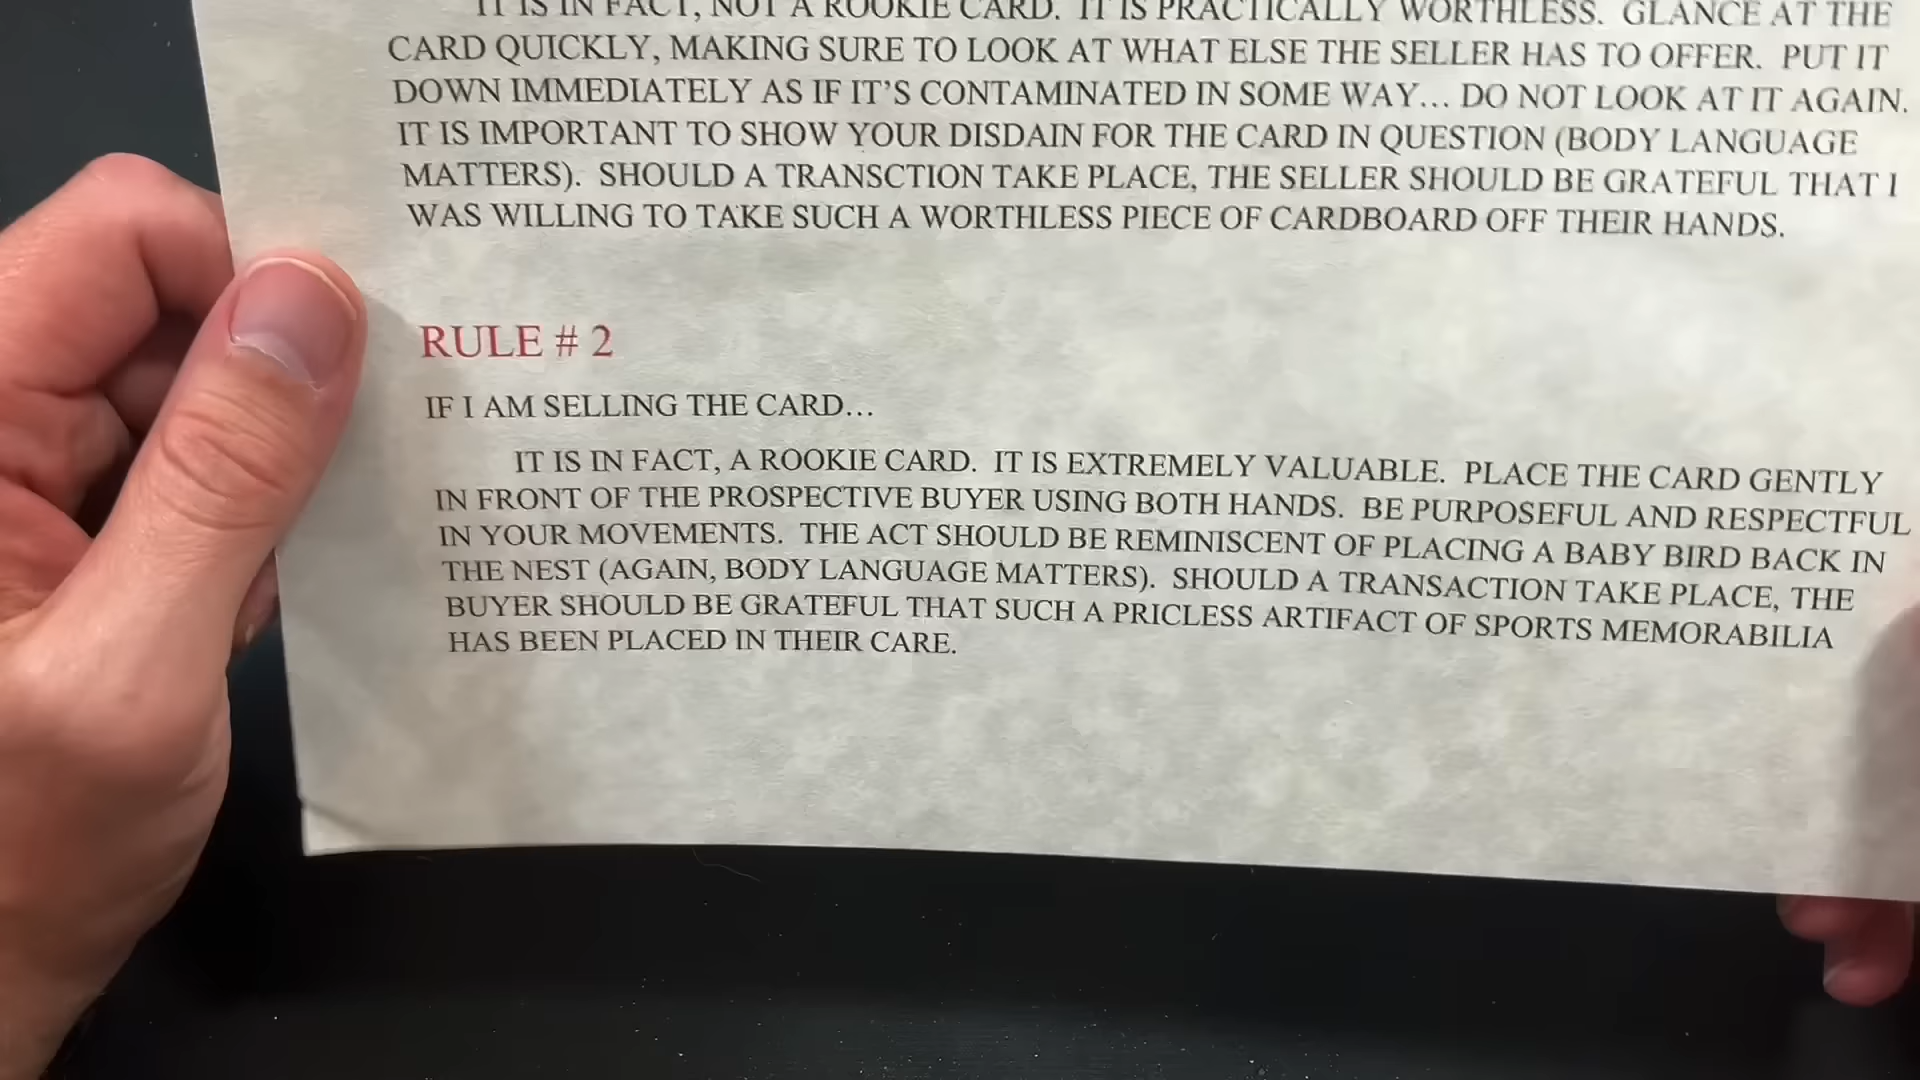 IT IS IN FACT, NOT A ROOKIE CARD. IT IS PRACTICALLY WORTHLESS. GLANCE AT THE
CARD QUICKLY, MAKING SURE TO LOOK AT WHAT ELSE THE SELLER HAS TO OFFER. PUT IT
DOWN IMMEDIATELY AS IF IT'S CONTAMINATED IN SOME WAY... DO NOT LOOK AT IT AGAIN.
IT IS IMPORTANT TO SHOW YOUR DISDAIN FOR THE CARD IN QUESTION (BODY LANGUAGE
MATTERS). SHOULD A TRANSCTION TAKE PLACE, THE SELLER SHOULD BE GRATEFUL THAT I
WAS WILLING TO TAKE SUCH A WORTHLESS PIECE OF CARDBOARD OFF THEIR HANDS.
RULE # 2
IF I AM SELLING THE CARD...
IT IS IN FACT, A ROOKIE CARD. IT IS EXTREMELY VALUABLE. PLACE THE CARD GENTLY
IN FRONT OF THE PROSPECTIVE BUYER USING BOTH HANDS. BE PURPOSEFUL AND RESPECTFUL
IN YOUR MOVEMENTS. THE ACT SHOULD BE REMINISCENT OF PLACING A BABY BIRD BACK IN
THE NEST (AGAIN, BODY LANGUAGE MATTERS). SHOULD A TRANSACTION TAKE PLACE, THE
BUYER SHOULD BE GRATEFUL THAT SUCH A PRICLESS ARTIFACT OF SPORTS MEMORABILIA
HAS BEEN PLACED IN THEIR CARE.